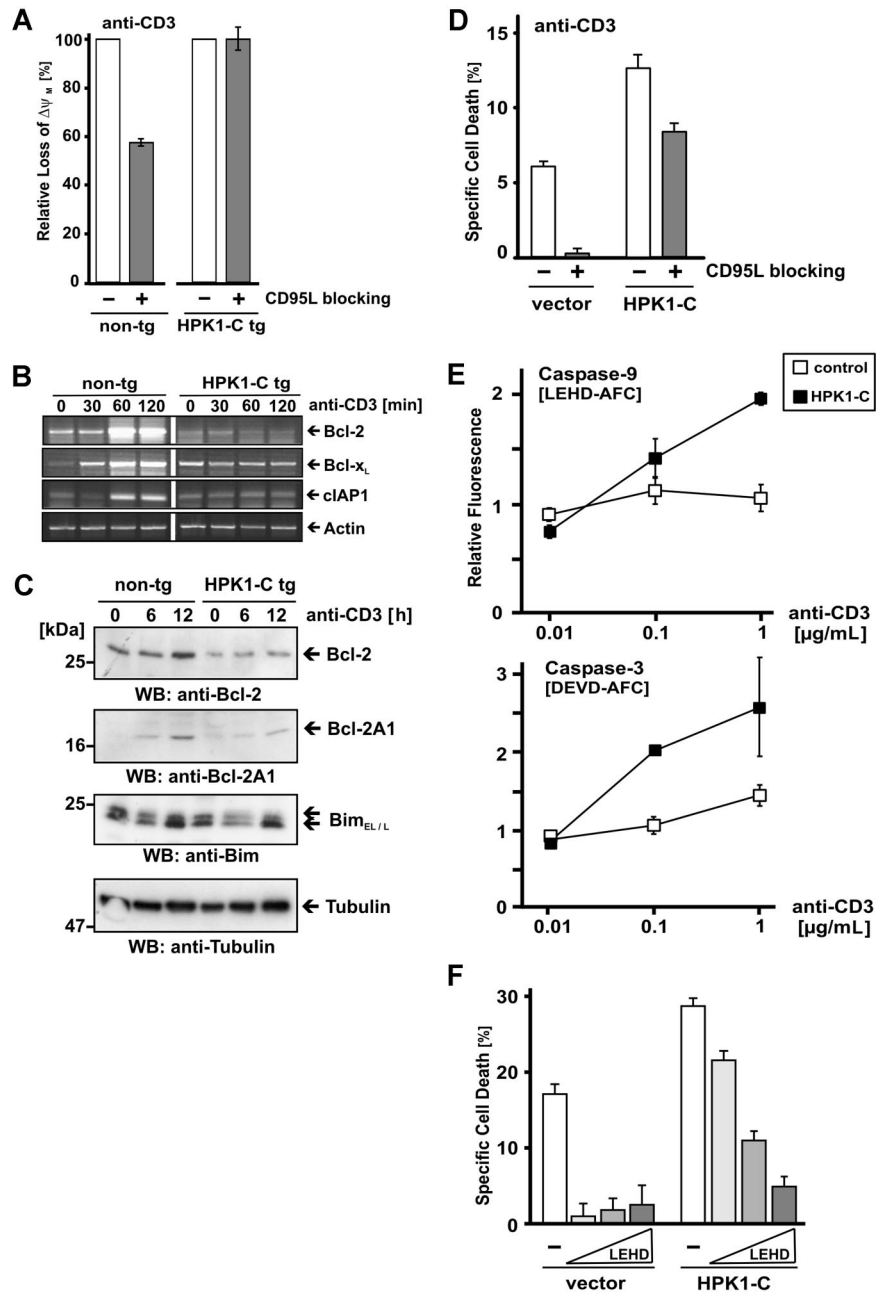 A
anti-CD3
Relative Loss of Δψ M [%]
100
80
60
40
20
0
− + − + CD95L blocking
non-tg HPK1-C tg
B
non-tg HPK1-C tg
0 30 60 120 0 30 60 120 anti-CD3 [min]
← Bcl-2
← Bcl-xL
← cIAP1
← Actin
C
non-tg HPK1-C tg
0 6 12 0 6 12 anti-CD3 [h]
[kDa]
25 ← Bcl-2
WB: anti-Bcl-2
16 ← Bcl-2A1
WB: anti-Bcl-2A1
25 ← BimEL / L
WB: anti-Bim
47 ← Tubulin
WB: anti-Tubulin
D
anti-CD3
Specific Cell Death [%]
15
10
5
0
− + − + CD95L blocking
vector HPK1-C
E
Caspase-9
[LEHD-AFC]
control
HPK1-C
Relative Fluorescence
2
1
0
0.01 0.1 1
anti-CD3
[µg/mL]
Caspase-3
[DEVD-AFC]
3
2
1
0
0.01 0.1 1
anti-CD3
[µg/mL]
F
Specific Cell Death [%]
30
20
10
0
− LEHD − LEHD
vector HPK1-C